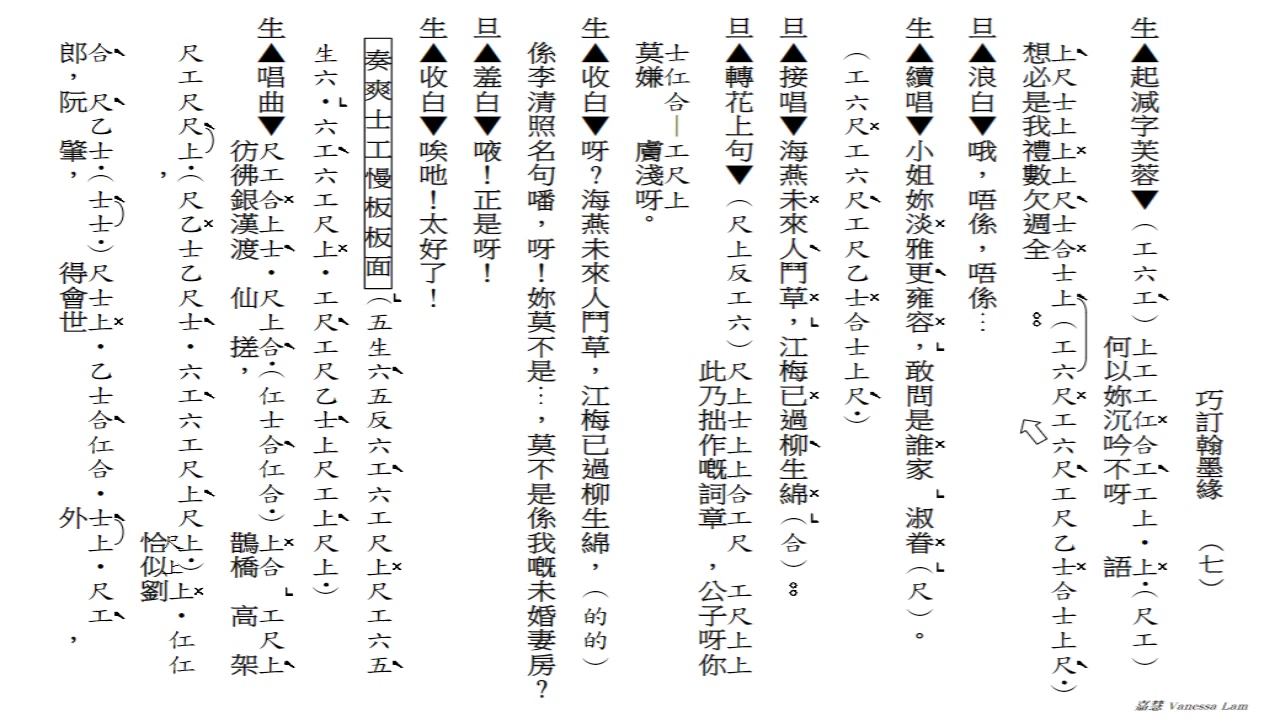 巧訂翰墨緣 （七）
生▲起減字芙蓉▼（工六工）上工工仜合工工上・上・（尺工）
何以妳沉吟不呀 語
上尺士上上上尺士合士上（工六尺工六尺工尺乙士合士上尺・）
想必是我禮數欠週全
旦▲浪白▼哦，唔係，唔係…
生▲續唱▼小姐妳淡雅更雍容，敢問是誰家 淑眷（尺）。
（工六尺工六尺工尺乙士合士上尺・）
旦▲接唱▼海燕未來人鬥草，江梅已過柳生綿（合）
旦▲轉花上句▼（尺上反工六）尺上士上上合工尺 工尺上上
此乃拙作嘅詞章 ，公子呀你
士仜合—工尺上
莫嫌 膚淺呀。
生▲收白▼呀？海燕未來人鬥草，江梅已過柳生綿，（的的）
係李清照名句噃，呀！妳莫不是…，莫不是係我嘅未婚妻房？
旦▲羞白▼哎！正是呀！
生▲收白▼唉吔！太好了！
奏爽士工慢板板面（五生六五反六工六工尺上尺工六五
生六・六工六工尺上・工尺工尺乙士上尺工上尺上・）
生▲唱曲▼尺工合上士・尺上合・（仜士合仜合・）上合 工尺上
彷彿銀漢渡 仙 搓， 鵲橋 高 架
尺工尺尺上・（尺乙士乙尺士・六工六工尺上尺上・）尺上上・仜仜
， 恰似劉
合 尺乙士・（士士・）尺士上・乙士合仜合・士上・尺工
郎，阮 肇， 得會世 外 ，
嘉慧 Vanessa Lam